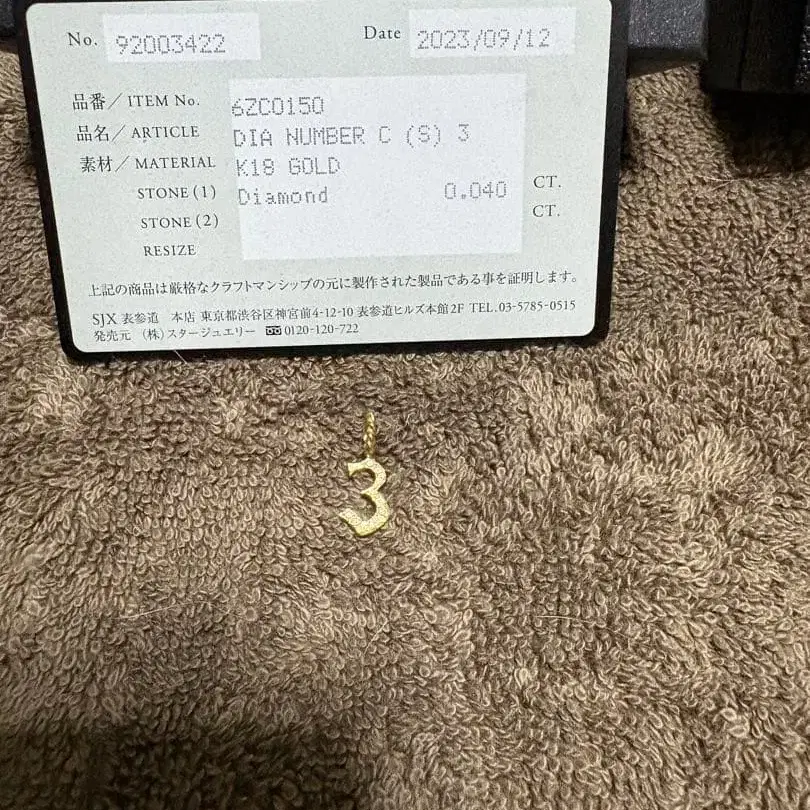 No. 92003422 Date 2023/09/12
品番／ITEM No. 6ZC0150
品名／ARTICLE DIA NUMBER C (S) 3
素材／MATERIAL K18 GOLD
STONE(1) Diamond 0.040 CT.
STONE(2) CT.
RESIZE
上記の商品は厳格なクラフトマンシップの元に製作された製品である事を証明します。
SJX 表参道 本店 東京都渋谷区神宮前4-12-10 表参道ヒルズ本館2F TEL.03-5785-0515
発売元 （株）スタージュエリー 0120-120-722
3